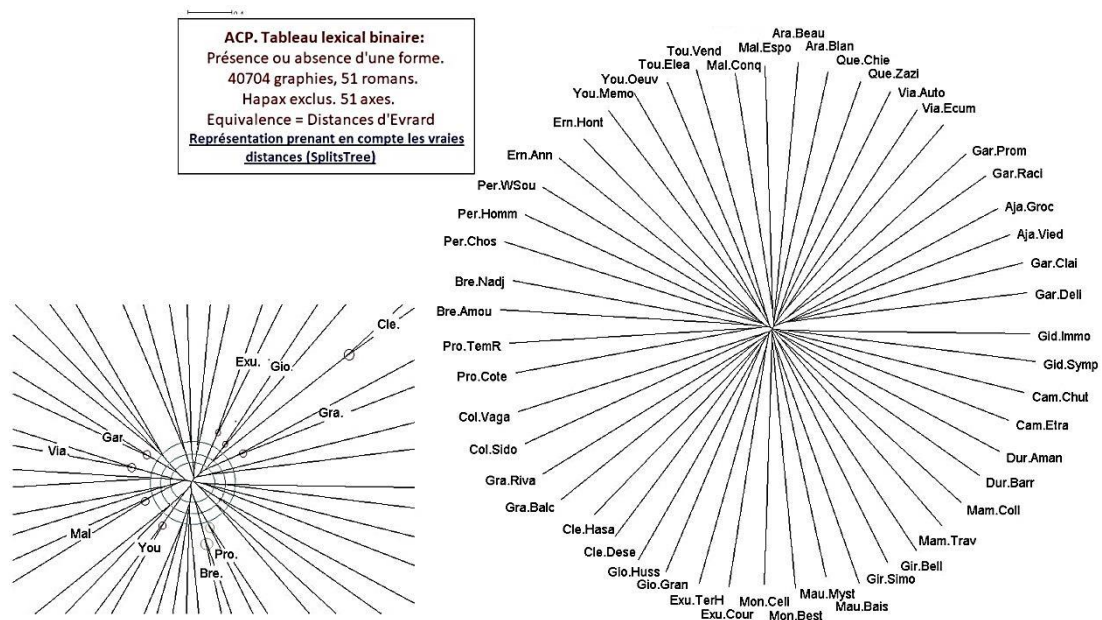 ACP. Tableau lexical binaire:
Présence ou absence d'une forme.
40704 graphies, 51 romans.
Hapax exclus. 51 axes.
Equivalence = Distances d'Evrard
Représentation prenant en compte les vraies
distances (SplitsTree)
Ara.Beau
Ara.Blan
Que.Chie
Que.Zazi
Via.Auto
Via.Ecum
Gar.Prom
Gar.Raci
Aja.Groc
Aja.Vied
Gar.Clai
Gar.Deli
Gid.Immo
Gid.Symp
Cam.Chut
Cam.Etra
Dur.Aman
Dur.Barr
Mam.Coll
Mam.Trav
Gir.Bell
Gir.Simo
Mau.Bais
Mau.Myst
Mon.Best
Mon.Cell
Exu.Cour
Exu.TerH
Gio.Gran
Gio.Huss
Cle.Dese
Cle.Hasa
Gra.Balc
Gra.Riva
Col.Sido
Col.Vaga
Pro.Cote
Pro.TemR
Bre.Amou
Bre.Nadj
Per.Chos
Per.Homm
Per.WSou
Ern.Ann
Ern.Hont
You.Memo
You.Oeuv
Tou.Elea
Tou.Vend
Mal.Conq
Mal.Espo
Cle.
Exu.
Gio.
Gra.
Gar
Via.
Mal
You
Pro.
Bre.